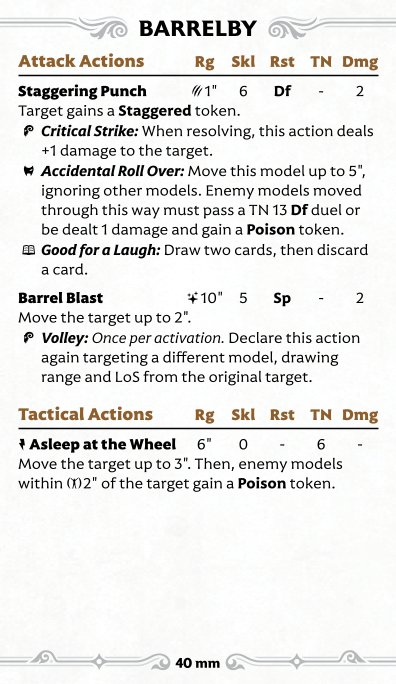 BARRELBY
Attack Actions Rg Skl Rst TN Dmg
Staggering Punch 1" 6 Df - 2
Target gains a Staggered token.
Critical Strike: When resolving, this action deals
+1 damage to the target.
Accidental Roll Over: Move this model up to 5",
ignoring other models. Enemy models moved
through this way must pass a TN 13 Df duel or
be dealt 1 damage and gain a Poison token.
Good for a Laugh: Draw two cards, then discard
a card.
Barrel Blast 10" 5 Sp - 2
Move the target up to 2".
Volley: Once per activation. Declare this action
again targeting a different model, drawing
range and LoS from the original target.
Tactical Actions Rg Skl Rst TN Dmg
Asleep at the Wheel 6" 0 - 6 -
Move the target up to 3". Then, enemy models
within 2" of the target gain a Poison token.
40 mm